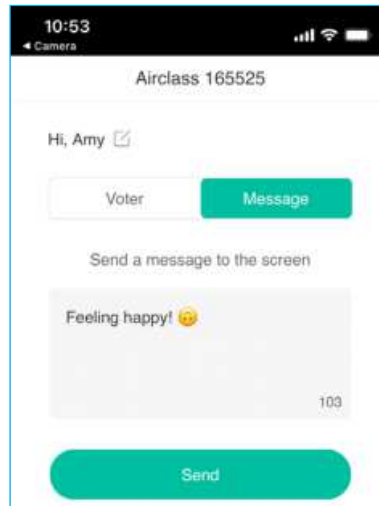 10:53
◀ Camera
Airclass 165525
Hi, Amy
Voter
Message
Send a message to the screen
Feeling happy! 🙃
103
Send